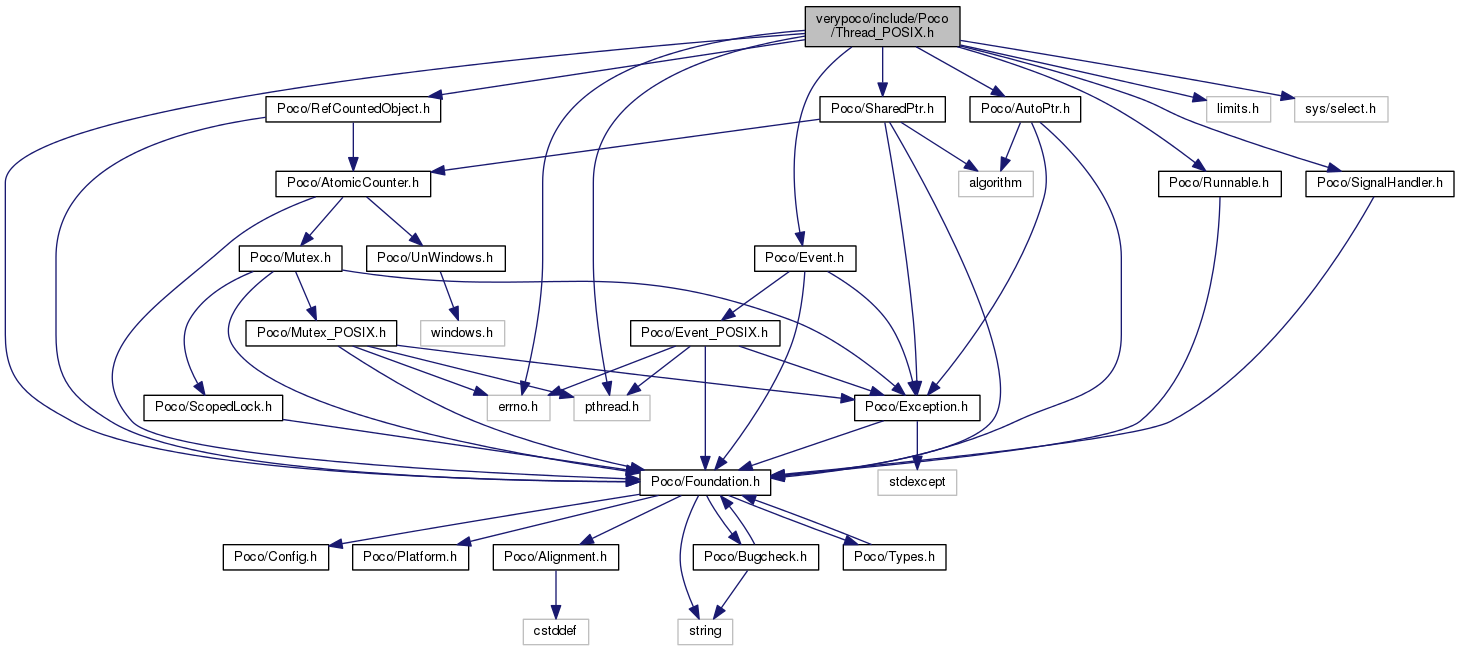 verypoco/include/Poco
/Thread_POSIX.h
Poco/RefCountedObject.h
Poco/SharedPtr.h
Poco/AutoPtr.h
limits.h
sys/select.h
Poco/AtomicCounter.h
algorithm
Poco/Runnable.h
Poco/SignalHandler.h
Poco/Mutex.h
Poco/UnWindows.h
Poco/Event.h
Poco/Mutex_POSIX.h
windows.h
Poco/Event_POSIX.h
Poco/ScopedLock.h
errno.h
pthread.h
Poco/Exception.h
Poco/Foundation.h
stdexcept
Poco/Config.h
Poco/Platform.h
Poco/Alignment.h
Poco/Bugcheck.h
Poco/Types.h
cstddef
string